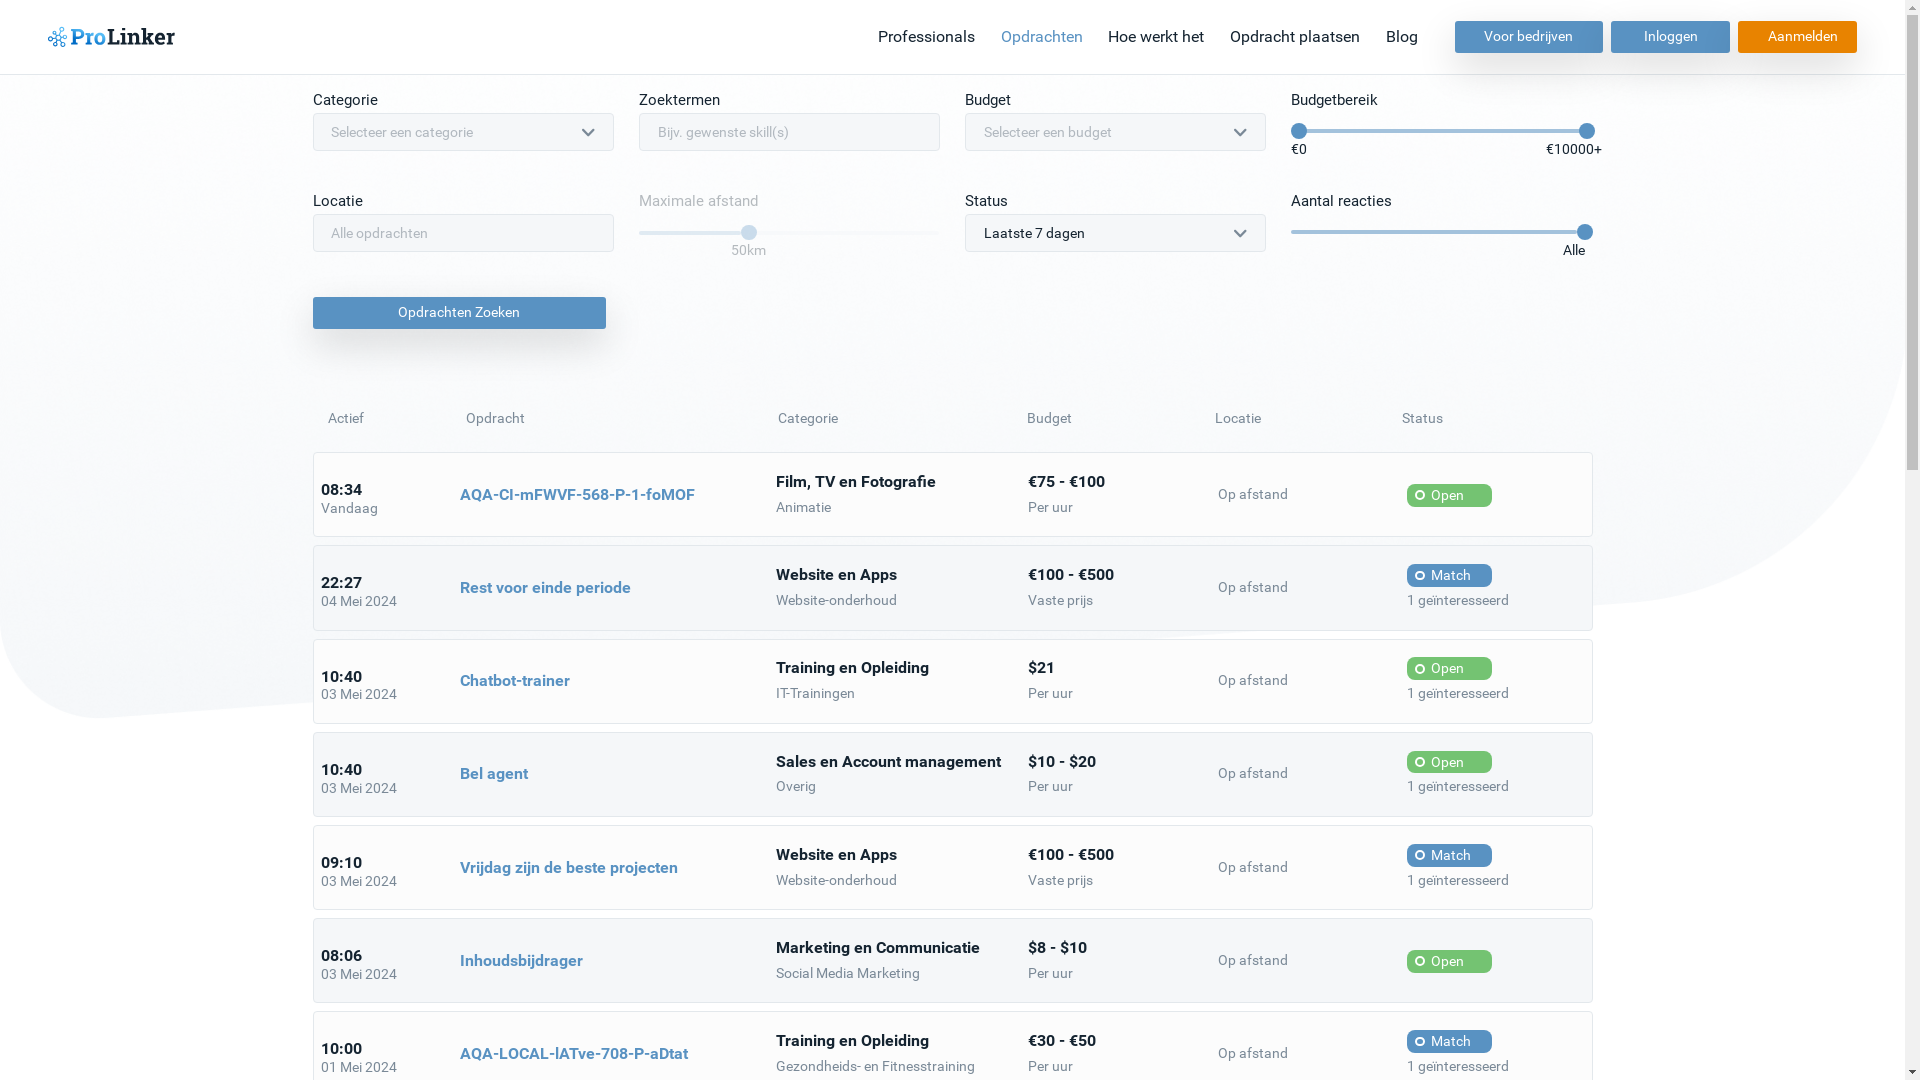 ProLinker
Professionals Opdrachten Hoe werkt het Opdracht plaatsen Blog Voor bedrijven Inloggen Aanmelden
Categorie Zoektermen Budget Budgetbereik
Selecteer een categorie Bijv. gewenste skill(s) Selecteer een budget
€0 €10000+
Locatie Maximale afstand Status Aantal reacties
Alle opdrachten Laatste 7 dagen
50km Alle
Opdrachten Zoeken
Actief Opdracht Categorie Budget Locatie Status
08:34 AQA-CI-mFWVF-568-P-1-foMOF Film, TV en Fotografie €75 - €100 Op afstand Open
Vandaag Animatie Per uur
22:27 Rest voor einde periode Website en Apps €100 - €500 Op afstand Match
04 Mei 2024 Website-onderhoud Vaste prijs 1 geïnteresseerd
10:40 Chatbot-trainer Training en Opleiding $21 Op afstand Open
03 Mei 2024 IT-Trainingen Per uur 1 geïnteresseerd
10:40 Bel agent Sales en Account management $10 - $20 Op afstand Open
03 Mei 2024 Overig Per uur 1 geïnteresseerd
09:10 Vrijdag zijn de beste projecten Website en Apps €100 - €500 Op afstand Match
03 Mei 2024 Website-onderhoud Vaste prijs 1 geïnteresseerd
08:06 Inhoudsbijdrager Marketing en Communicatie $8 - $10 Op afstand Open
03 Mei 2024 Social Media Marketing Per uur
10:00 AQA-LOCAL-lATve-708-P-aDtat Training en Opleiding €30 - €50 Op afstand Match
01 Mei 2024 Gezondheids- en Fitnesstraining Per uur 1 geïnteresseerd